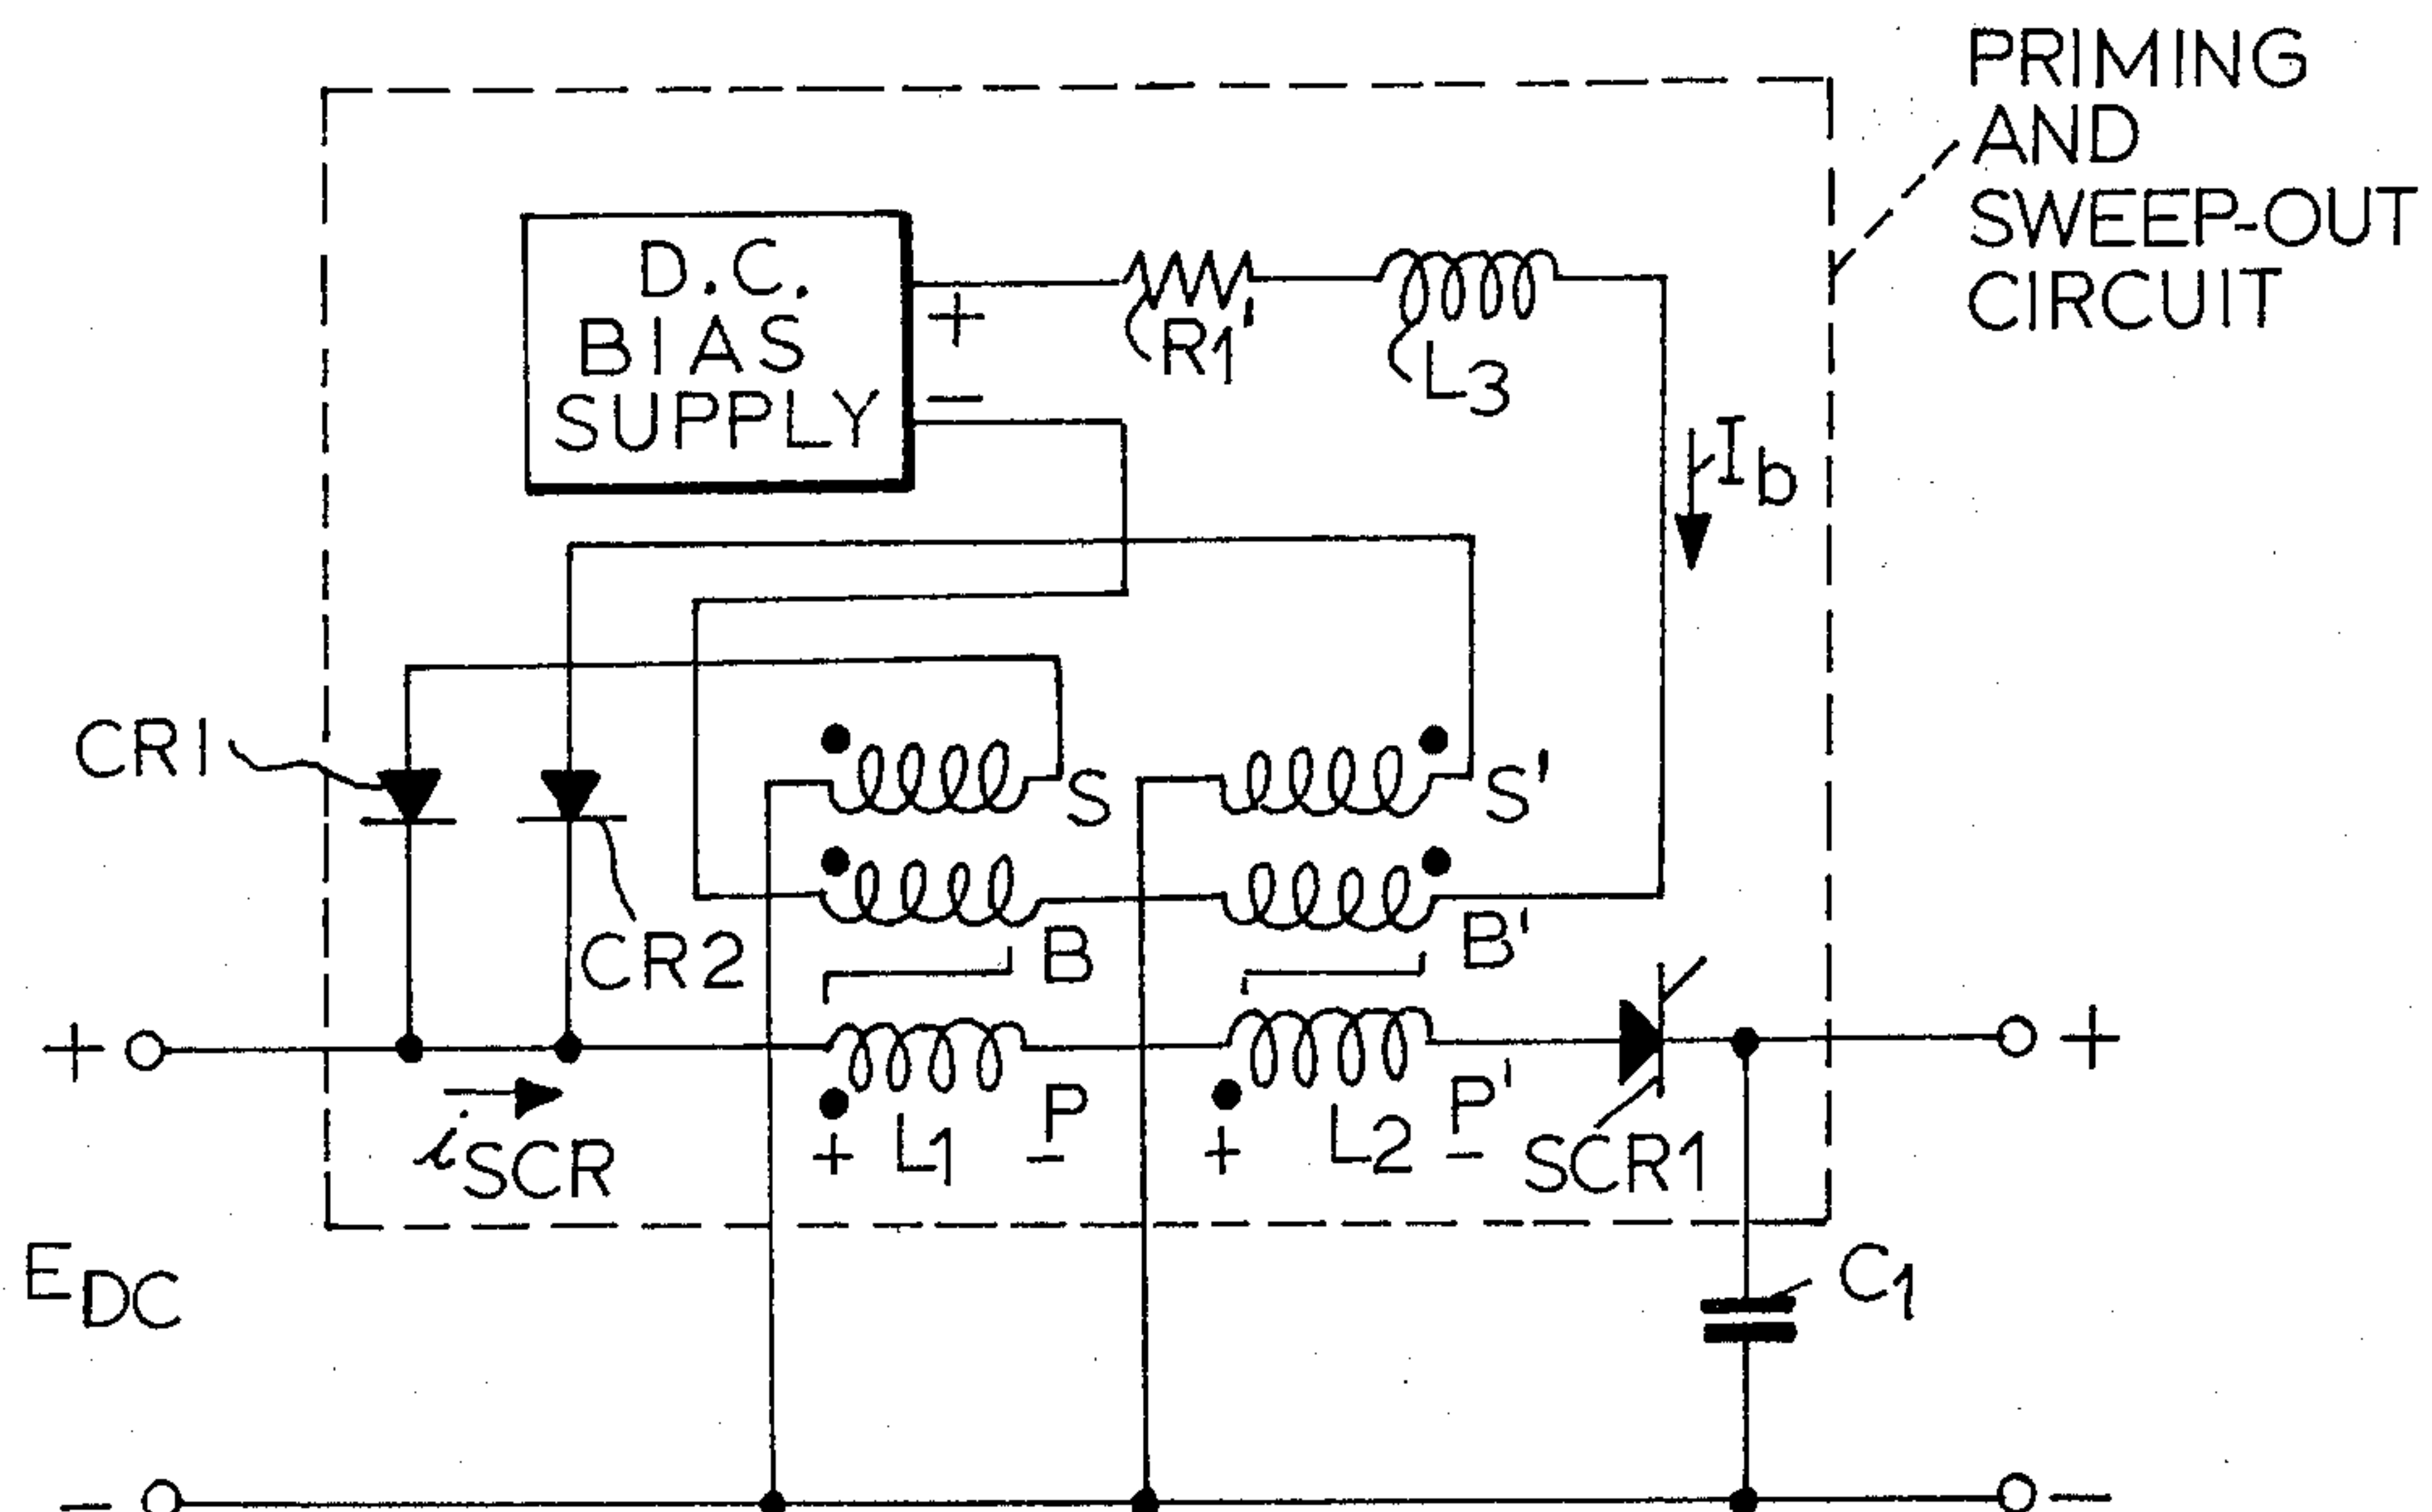 PRIMING
AND
SWEEP-OUT
CIRCUIT
D.C.
BIAS
SUPPLY
+
−
R1'
L3
Ib
CR1
CR2
S
S'
B
B'
+
+
iSCR
+ L1 − P
+ L2 − P'
SCR1
EDC
C1
−
−